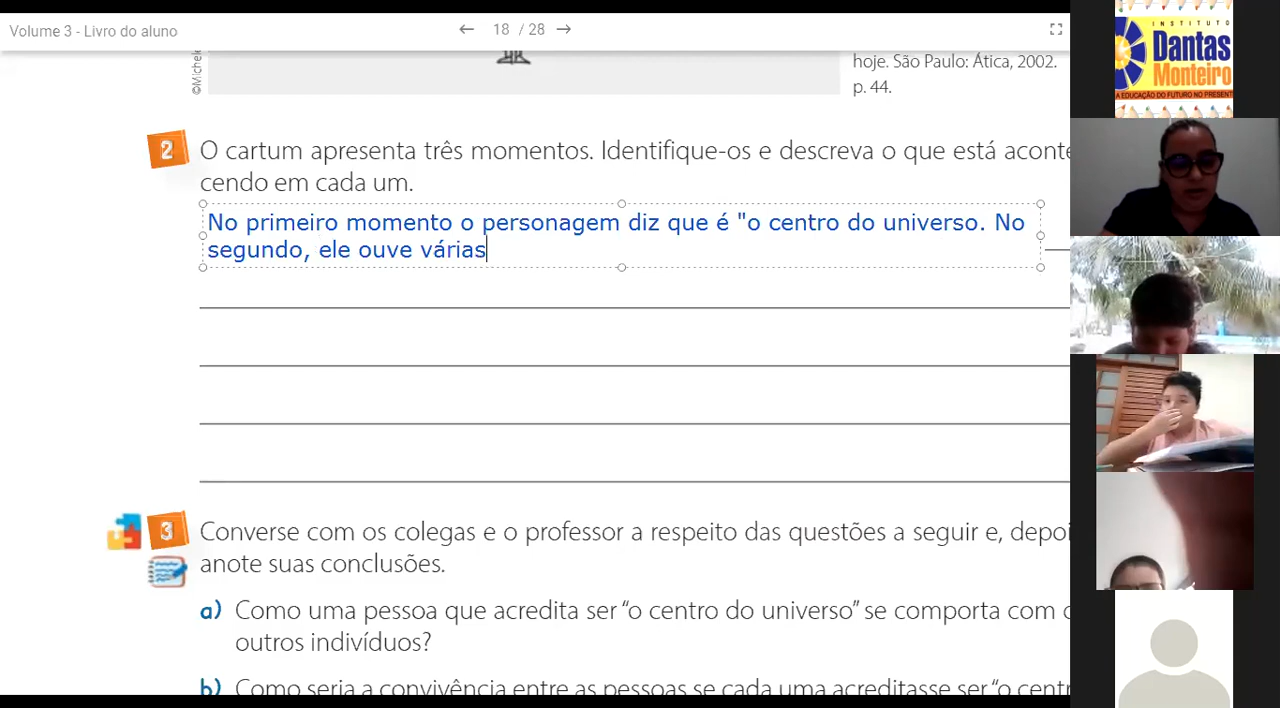 Volume 3 - Livro do aluno
← 18 / 28 →
©Michele
hoje. São Paulo: Ática, 2002.
p. 44.
2
O cartum apresenta três momentos. Identifique-os e descreva o que está aconte
cendo em cada um.
No primeiro momento o personagem diz que é "o centro do universo. No
segundo, ele ouve várias
3
Converse com os colegas e o professor a respeito das questões a seguir e, depoi
anote suas conclusões.
a) Como uma pessoa que acredita ser “o centro do universo” se comporta com o
outros indivíduos?
b) Como seria a convivência entre as pessoas se cada uma acreditasse ser “o centr
INSTITUTO
Dantas
Monteiro
A EDUCAÇÃO DO FUTURO NO PRESENT